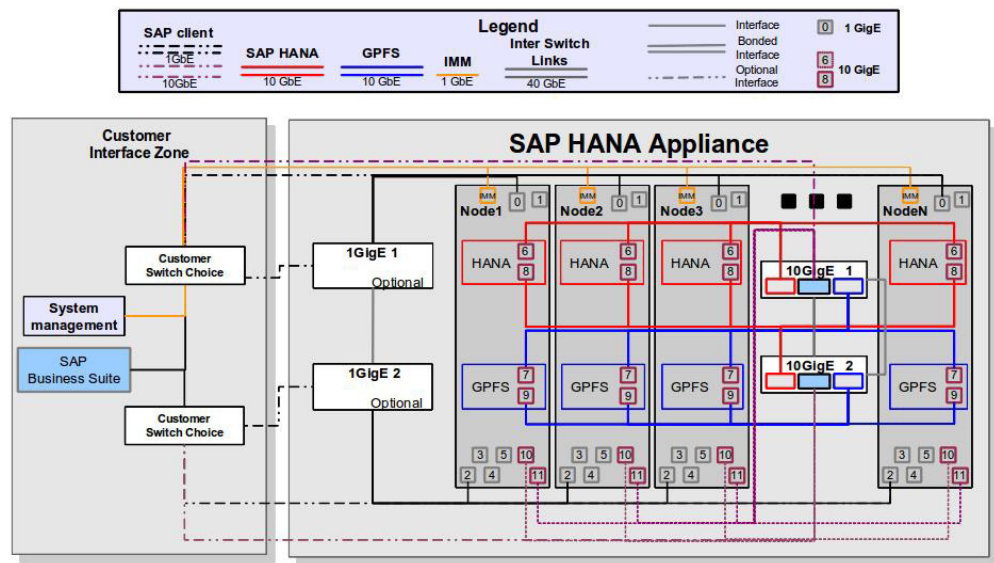 Legend
SAP client
1GbE
10GbE
SAP HANA
10 GbE
GPFS
10 GbE
IMM
1 GbE
Inter Switch
Links
40 GbE
Interface
Bonded
Interface
Optional
Interface
0
1 GigE
6
8
10 GigE
Customer
Interface Zone
Customer
Switch Choice
System
management
SAP
Business Suite
Customer
Switch Choice
SAP HANA Appliance
1GigE 1
Optional
1GigE 2
Optional
IMM
0
1
Node1
HANA
6
8
GPFS
7
9
3
5
10
2
4
11
IMM
0
1
Node2
HANA
6
8
GPFS
7
9
3
5
10
2
4
11
IMM
0
1
Node3
HANA
6
8
GPFS
7
9
3
5
10
2
4
11
10GigE 1
10GigE 2
IMM
0
1
NodeN
HANA
6
8
GPFS
7
9
3
5
10
2
4
11